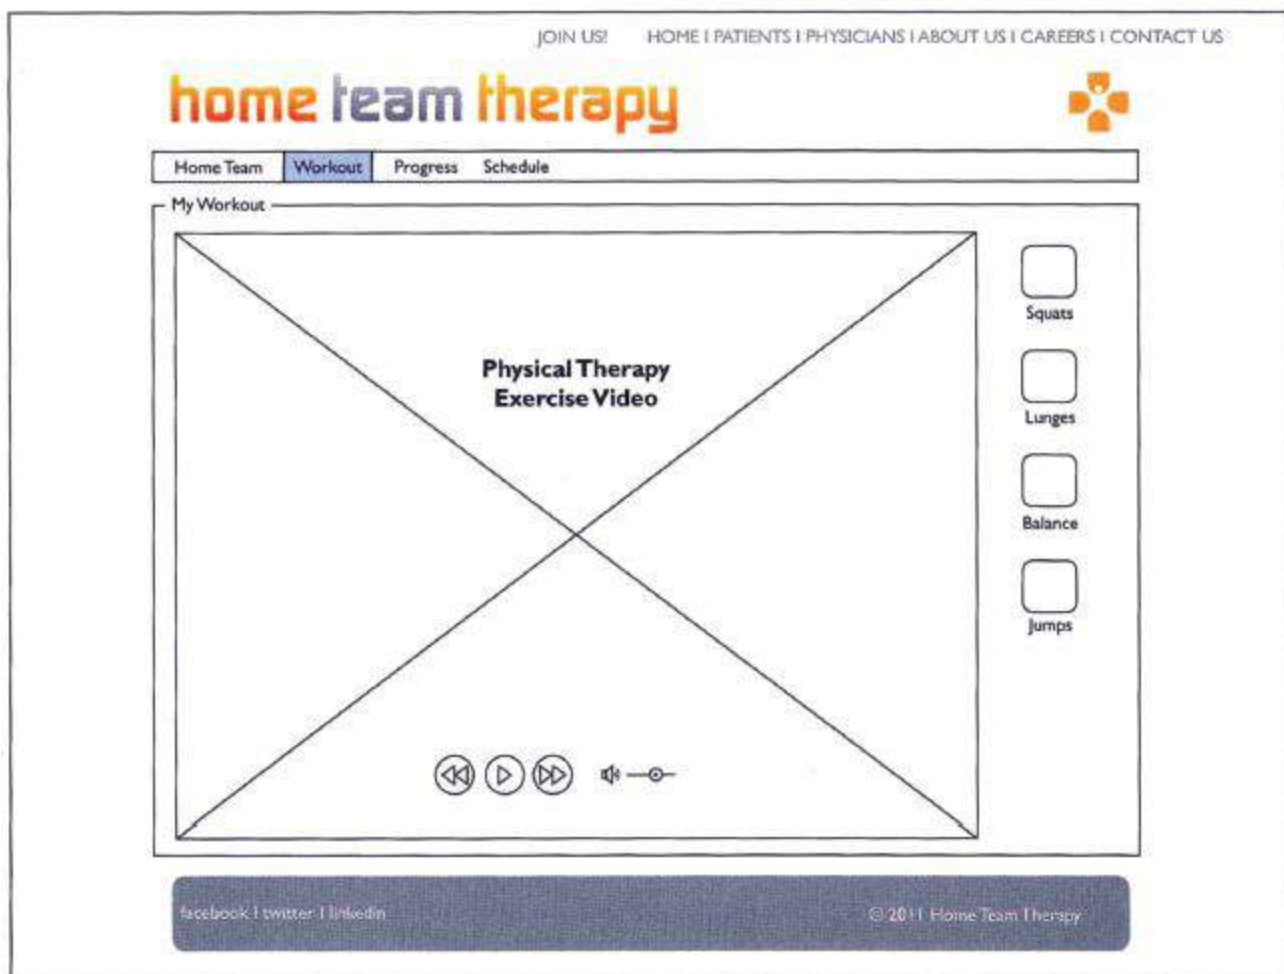 JOIN US! HOME | PATIENTS | PHYSICIANS | ABOUT US | CAREERS | CONTACT US
home team therapy
Home Team Workout Progress Schedule
My Workout
Physical Therapy
Exercise Video
Squats
Lunges
Balance
Jumps
facebook | twitter | linkedin © 2011 Home Team Therapy